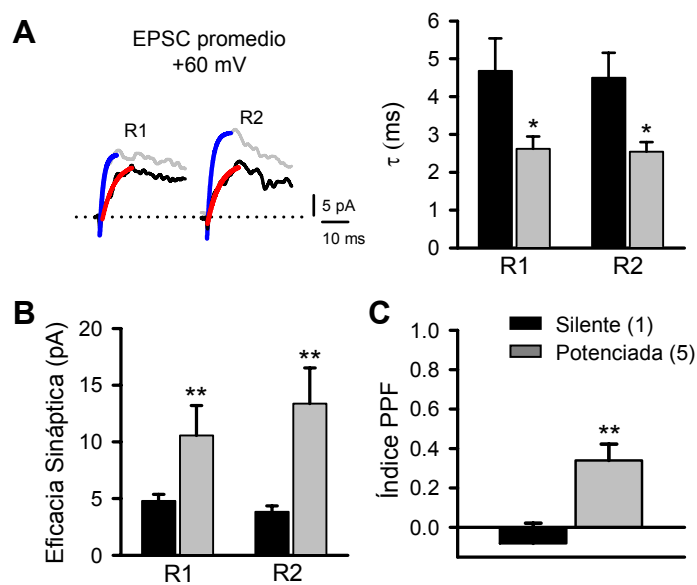 A
EPSC promedio
+60 mV
R1
R2
5 pA
10 ms
τ (ms)
6
5
4
3
2
1
0
*
*
R1
R2
B
Eficacia Sináptica (pA)
20
15
10
5
0
**
**
R1
R2
C
Silente (1)
Potenciada (5)
Índice PPF
1.0
0.8
0.6
0.4
0.2
0.0
**